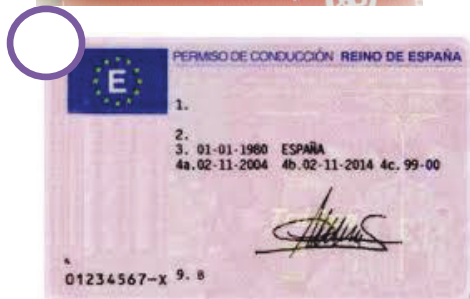 PERMISO DE CONDUCCIÓN REINO DE ESPAÑA
E
1.
2.
3. 01-01-1980 ESPAÑA
4a.02-11-2004 4b.02-11-2014 4c.99-00
01234567-X 9. B